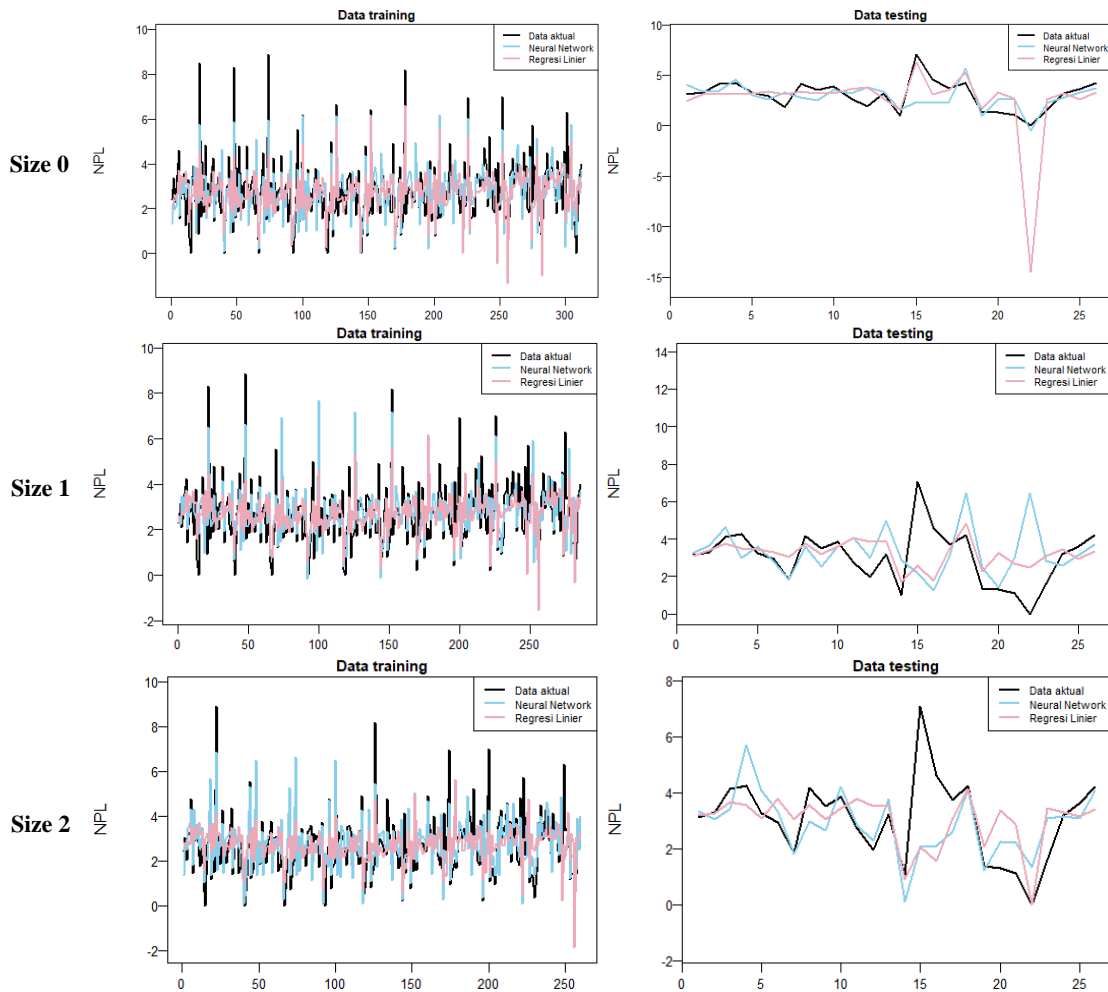 Data training
Data aktual
Neural Network
Regresi Linier
10
8
6
4
2
0
NPL
0 50 100 150 200 250 300
Size 0
Data testing
Data aktual
Neural Network
Regresi Linier
10
5
0
-5
-10
-15
NPL
0 5 10 15 20 25
Data training
Data aktual
Neural Network
Regresi Linier
10
8
6
4
2
0
-2
NPL
0 50 100 150 200 250
Size 1
Data testing
Data aktual
Neural Network
Regresi Linier
14
12
10
8
6
4
2
0
NPL
0 5 10 15 20 25
Data training
Data aktual
Neural Network
Regresi Linier
10
8
6
4
2
0
-2
NPL
0 50 100 150 200 250
Size 2
Data testing
Data aktual
Neural Network
Regresi Linier
8
6
4
2
0
-2
NPL
0 5 10 15 20 25